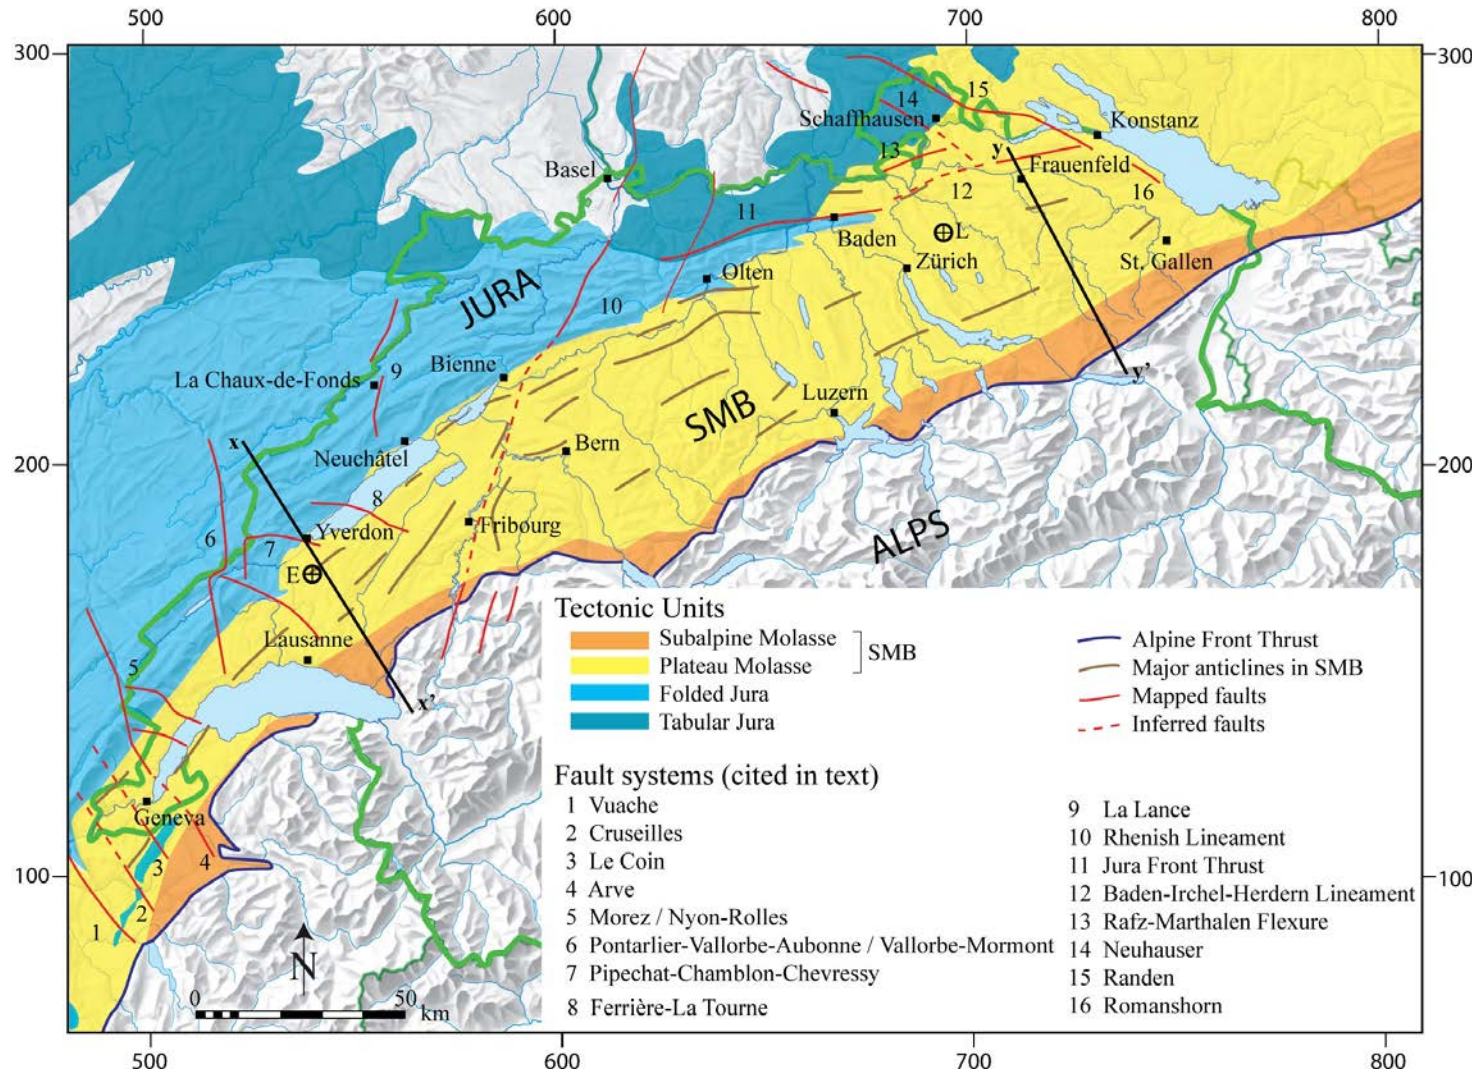 500 600 700 800
300 300
Schaffhausen 14 15
Konstanz
Basel
13
y
Frauenfeld
12
16
11
L
Baden
Zürich
St. Gallen
Olten
JURA
10
Bienne
La Chaux-de-Fonds 9
y'
Luzern
SMB
x
Bern
Neuchâtel
200 200
8
Fribourg
ALPS
6
7
Yverdon
E
Lausanne
5
x'
Geneva
3
4
2
1
100 100
N
0 50
km
Tectonic Units
Subalpine Molasse
Plateau Molasse
SMB
Folded Jura
Tabular Jura
Alpine Front Thrust
Major anticlines in SMB
Mapped faults
Inferred faults
Fault systems (cited in text)
1 Vuache
2 Cruseilles
3 Le Coin
4 Arve
5 Morez / Nyon-Rolles
6 Pontarlier-Vallorbe-Aubonne / Vallorbe-Mormont
7 Pipechat-Chamblon-Chevressy
8 Ferrière-La Tourne
9 La Lance
10 Rhenish Lineament
11 Jura Front Thrust
12 Baden-Irchel-Herdern Lineament
13 Rafz-Marthalen Flexure
14 Neuhauser
15 Randen
16 Romanshorn
500 600 700 800